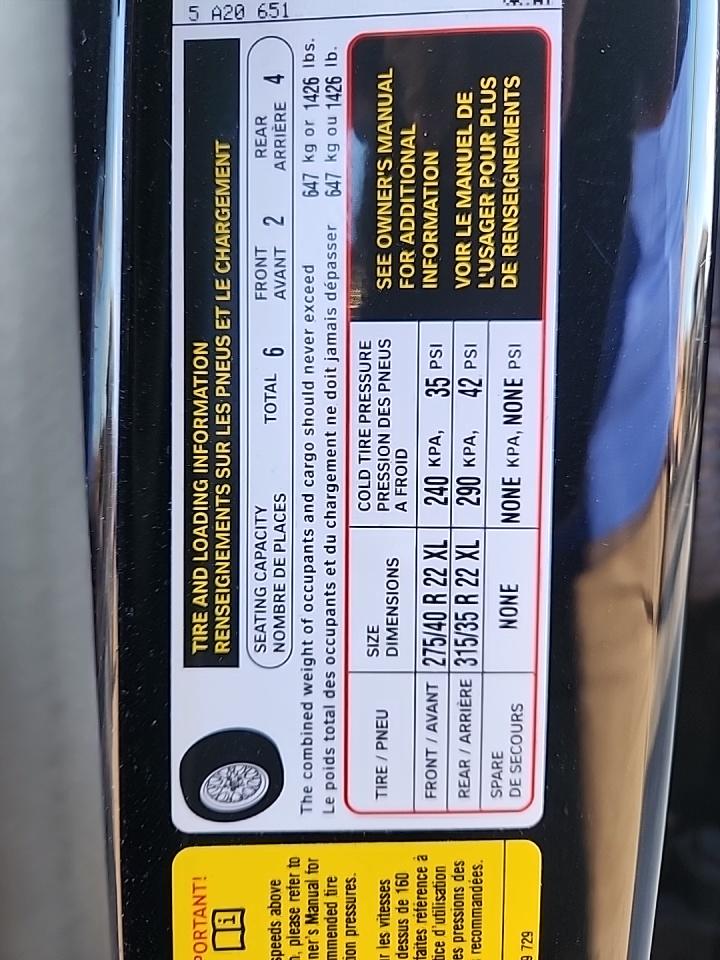 5 A20 651
TIRE AND LOADING INFORMATION
RENSEIGNEMENTS SUR LES PNEUS ET LE CHARGEMENT
SEATING CAPACITY
NOMBRE DE PLACES
TOTAL 6
FRONT
AVANT 2
REAR
ARRIÈRE 4
The combined weight of occupants and cargo should never exceed 647 kg or 1426 lbs.
Le poids total des occupants et du chargement ne doit jamais dépasser 647 kg ou 1426 lb.
TIRE / PNEU
SIZE
DIMENSIONS
COLD TIRE PRESSURE
PRESSION DES PNEUS
A FROID
FRONT / AVANT 275/40 R 22 XL 240 KPA, 35 PSI
REAR / ARRIÈRE 315/35 R 22 XL 290 KPA, 42 PSI
SPARE
DE SECOURS
NONE NONE KPA, NONE PSI
SEE OWNER'S MANUAL
FOR ADDITIONAL
INFORMATION
VOIR LE MANUEL DE
L'USAGER POUR PLUS
DE RENSEIGNEMENTS
PORTANT!
speeds above
, please refer to
ner's Manual for
mmended tire
ion pressures.
r les vitesses
dessus de 160
faites référence à
tice d'utilisation
es pressions des
recommandées.
9 729